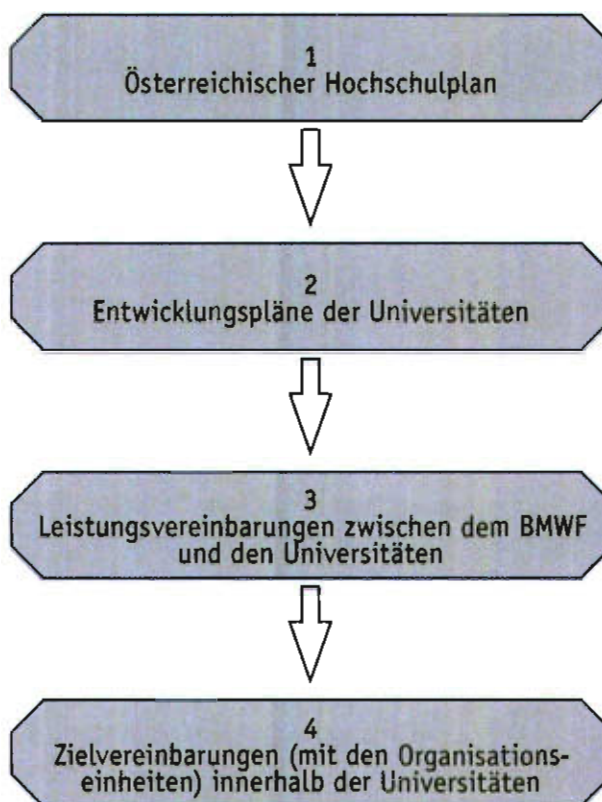 1
Österreichischer Hochschulplan
2
Entwicklungspläne der Universitäten
3
Leistungsvereinbarungen zwischen dem BMWF
und den Universitäten
4
Zielvereinbarungen (mit den Organisations-
einheiten) innerhalb der Universitäten